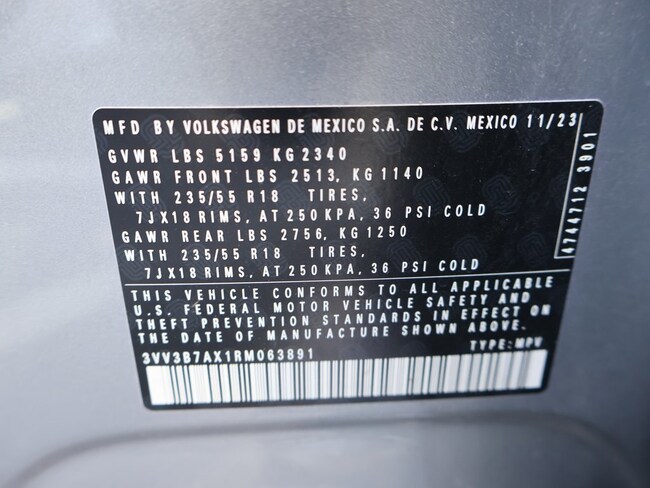 MFD BY VOLKSWAGEN DE MEXICO S.A. DE C.V. MEXICO 11/23
GVWR LBS 5159 KG 2340
GAWR FRONT LBS 2513, KG 1140
WITH 235/55 R18 TIRES,
7JX18 RIMS, AT 250 KPA, 36 PSI COLD
GAWR REAR LBS 2756, KG 1250
WITH 235/55 R18 TIRES,
7JX18 RIMS, AT 250 KPA, 36 PSI COLD
4744712 3901
THIS VEHICLE CONFORMS TO ALL APPLICABLE
U.S. FEDERAL MOTOR VEHICLE SAFETY AND
THEFT PREVENTION STANDARDS IN EFFECT ON
THE DATE OF MANUFACTURE SHOWN ABOVE.
3VV3B7AX1RM063891 TYPE: MPV